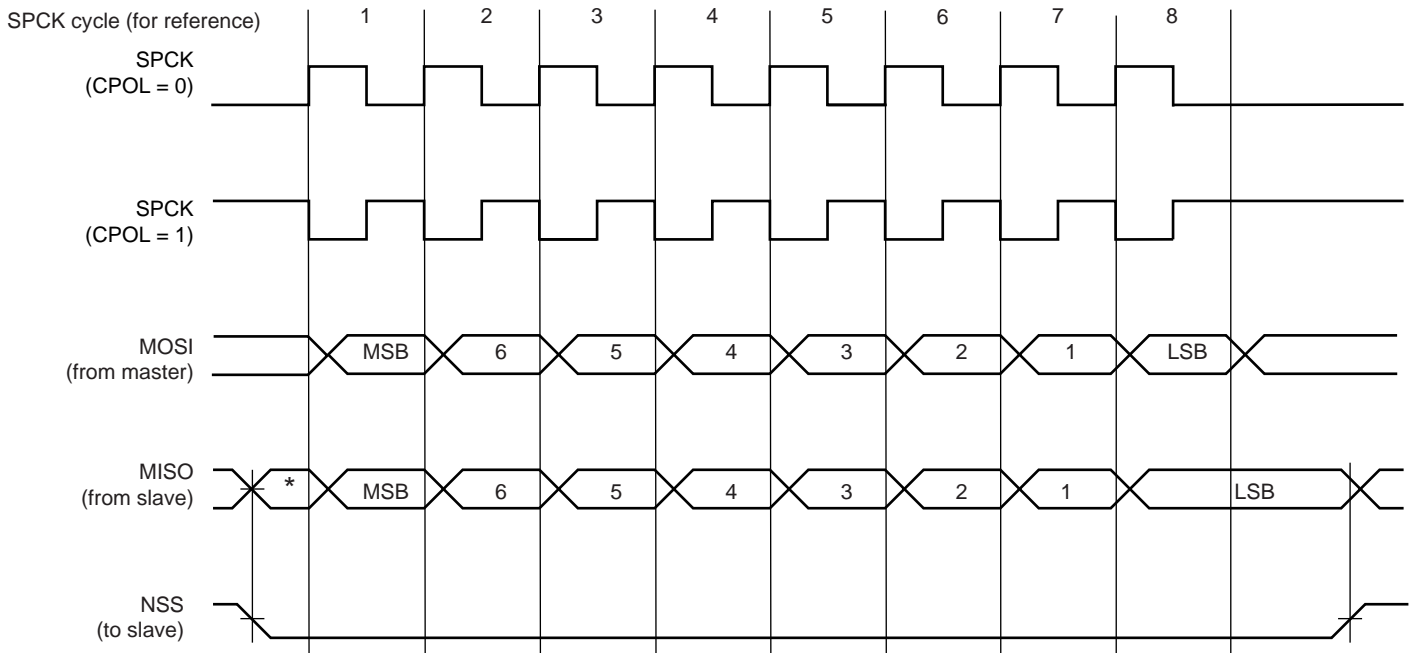 SPCK cycle (for reference) 1 2 3 4 5 6 7 8
SPCK
(CPOL = 0)
SPCK
(CPOL = 1)
MOSI
(from master)
MSB 6 5 4 3 2 1 LSB
MISO
(from slave)
* MSB 6 5 4 3 2 1 LSB
NSS
(to slave)